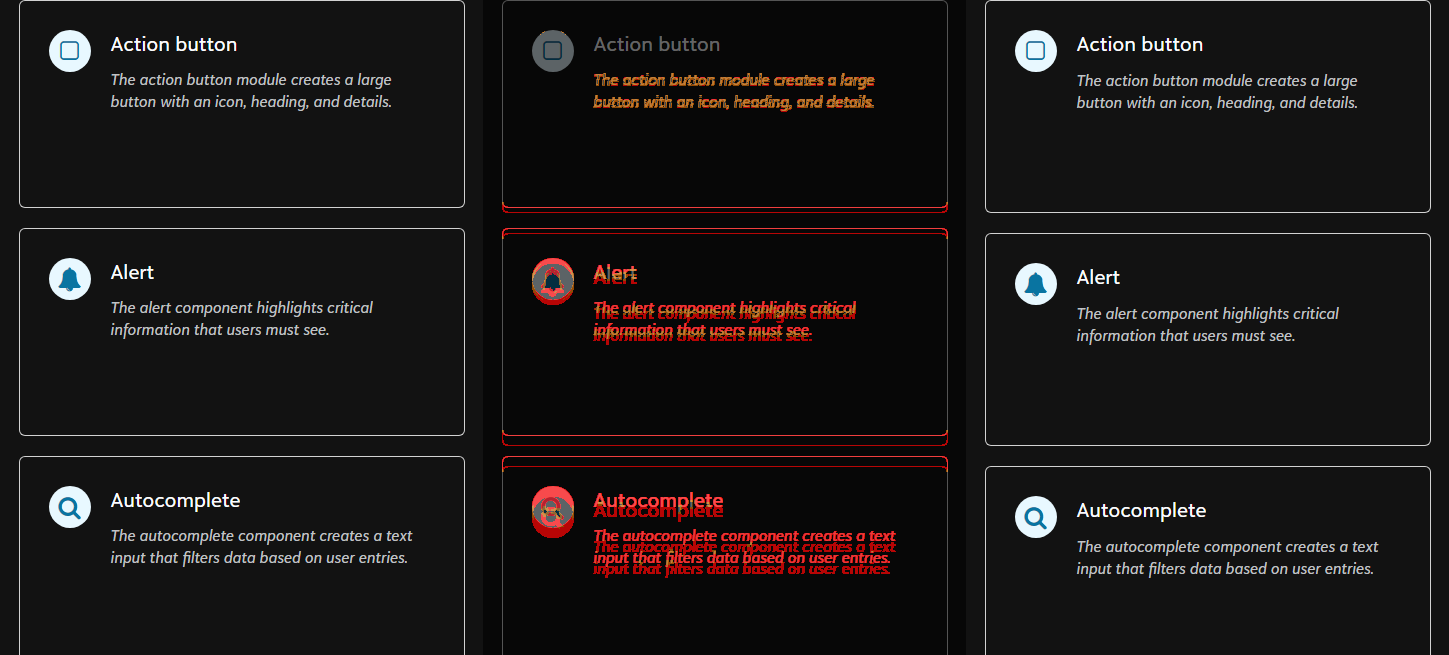 Action button
The action button module creates a large
button with an icon, heading, and details.
Alert
The alert component highlights critical
information that users must see.
Autocomplete
The autocomplete component creates a text
input that filters data based on user entries.
Action button
The action button module creates a large
button with an icon, heading, and details.
Alert
The alert component highlights critical
information that users must see.
Autocomplete
The autocomplete component creates a text
input that filters data based on user entries.
Action button
The action button module creates a large
button with an icon, heading, and details.
Alert
The alert component highlights critical
information that users must see.
Autocomplete
The autocomplete component creates a text
input that filters data based on user entries.